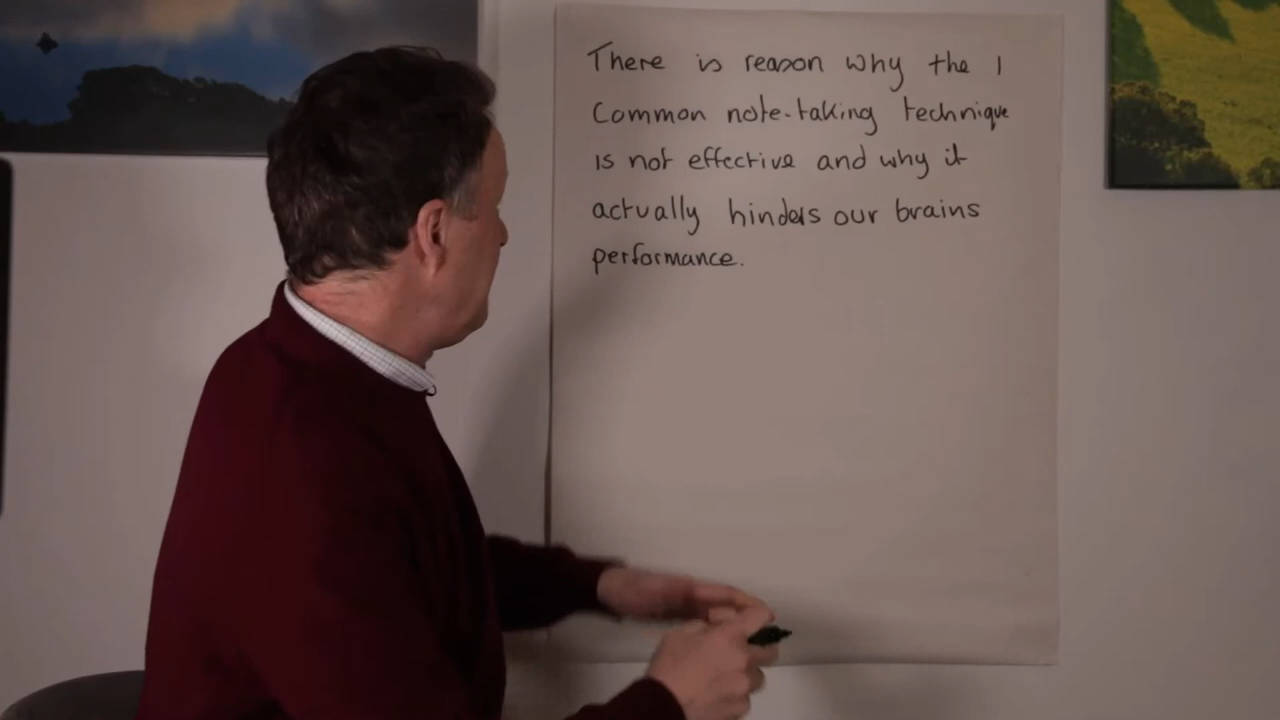 There is reason why the 1
Common note-taking technique
is not effective and why it
actually hinders our brains
performance.